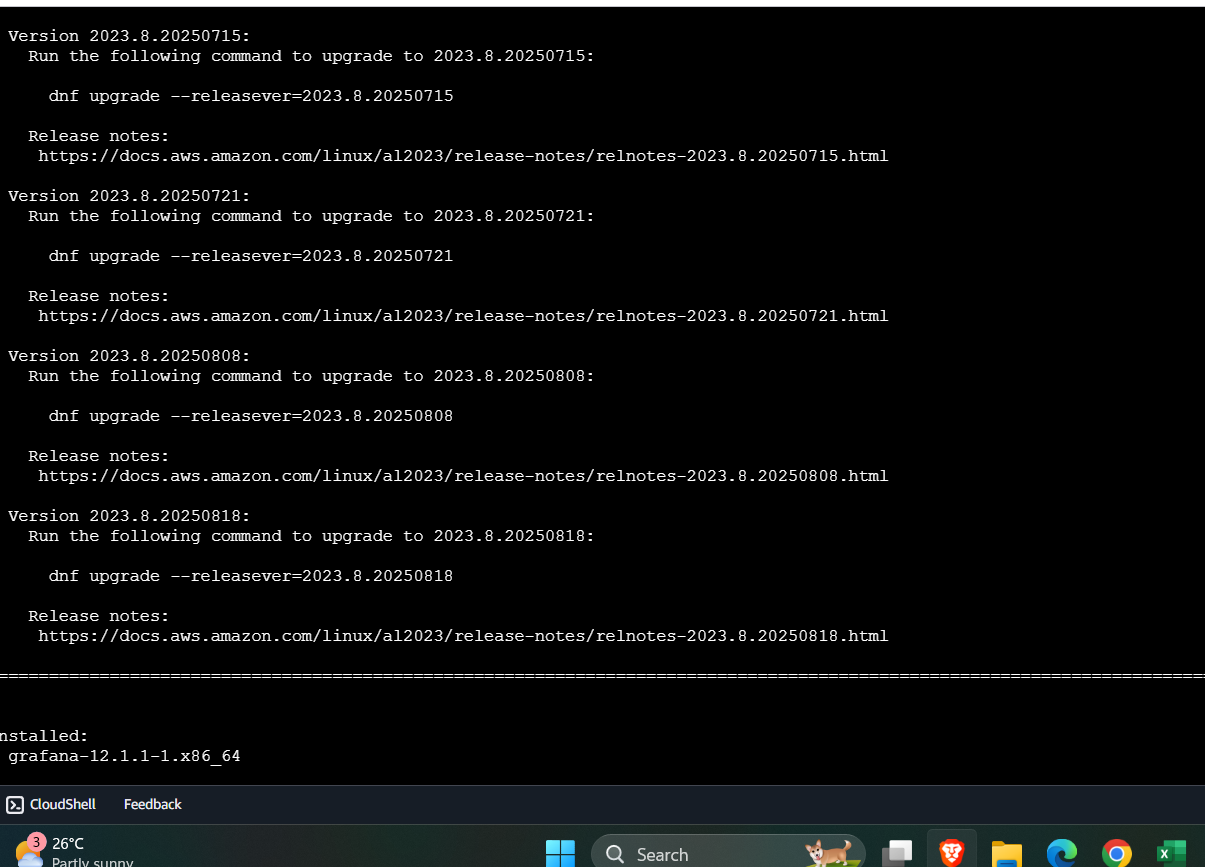 Version 2023.8.20250715:
Run the following command to upgrade to 2023.8.20250715:
dnf upgrade --releasever=2023.8.20250715
Release notes:
https://docs.aws.amazon.com/linux/al2023/release-notes/relnotes-2023.8.20250715.html
Version 2023.8.20250721:
Run the following command to upgrade to 2023.8.20250721:
dnf upgrade --releasever=2023.8.20250721
Release notes:
https://docs.aws.amazon.com/linux/al2023/release-notes/relnotes-2023.8.20250721.html
Version 2023.8.20250808:
Run the following command to upgrade to 2023.8.20250808:
dnf upgrade --releasever=2023.8.20250808
Release notes:
https://docs.aws.amazon.com/linux/al2023/release-notes/relnotes-2023.8.20250808.html
Version 2023.8.20250818:
Run the following command to upgrade to 2023.8.20250818:
dnf upgrade --releasever=2023.8.20250818
Release notes:
https://docs.aws.amazon.com/linux/al2023/release-notes/relnotes-2023.8.20250818.html
========================================================================================================================
nstalled:
grafana-12.1.1-1.x86_64
CloudShell Feedback
3 26°C
Partly sunny
Search